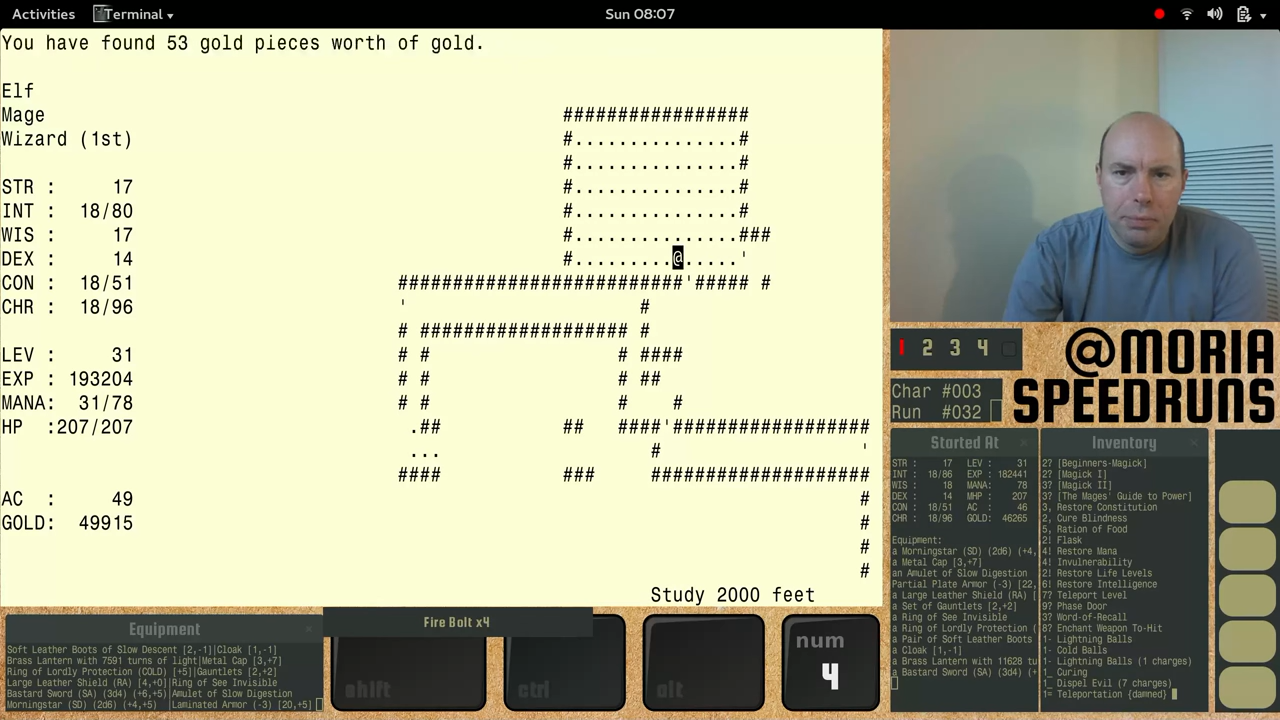 Activities
Terminal
Sun 08:07
You have found 53 gold pieces worth of gold.
Elf
Mage
Wizard (1st)
STR : 17
INT : 18/80
WIS : 17
DEX : 14
CON : 18/51
CHR : 18/96
LEV : 31
EXP : 193204
MANA: 31/78
HP :207/207
AC : 49
GOLD: 49915
################
#...............#
#...............#
#...............#
#...............#
#...............###
#.........@.....'
##########################'##### #
' #
# ################### #
# # # ####
# # # ##
# # # #
.## ## ####'##################
... # '
#### ### ####################
#
#
#
#
Study 2000 feet
1 2 3 4
@MORIA
SPEEDRUNS
Char #003
Run #032
Started At
STR : 17 LEV : 31
INT : 18/86 EXP : 182441
WIS : 18 MANA: 78
DEX : 14 MHP : 207
CON : 18/51 AC : 46
CHR : 18/96 GOLD: 46265
Equipment:
a Morningstar (SD) (2d6) (+4,
a Metal Cap [3,+7]
an Amulet of Slow Digestion
Partial Plate Armor (-3) [22,
a Large Leather Shield (RA) [
a Set of Gauntlets [2,+2]
a Ring of See Invisible
a Ring of Lordly Protection (
a Pair of Soft Leather Boots
a Cloak [1,-1]
a Brass Lantern with 11628 tu
a Bastard Sword (SA) (3d4) (+
Inventory
2? [Beginners-Magick]
2? [Magick I]
3? [Magick II]
3? [The Mages' Guide to Power]
3, Restore Constitution
2, Cure Blindness
5, Ration of Food
2! Flask
4! Restore Mana
4! Invulnerability
2! Restore Life Levels
6! Restore Intelligence
7? Teleport Level
9? Phase Door
3? Word-of-Recall
8? Enchant Weapon To-Hit
1- Lightning Balls
1- Cold Balls
1- Lightning Balls (1 charges)
1_ Curing
1_ Dispel Evil (7 charges)
1= Teleportation {damned}
Equipment
Soft Leather Boots of Slow Descent [2,-1]|Cloak [1,-1]
Brass Lantern with 7591 turns of light|Metal Cap [3,+7]
Ring of Lordly Protection (COLD) [+5]|Gauntlets [2,+2]
Large Leather Shield (RA) [4,+0]|Ring of See Invisible
Bastard Sword (SA) (3d4) (+6,+5)|Amulet of Slow Digestion
Morningstar (SD) (2d6) (+4,+5)|Laminated Armor (-3) [20,+5]
Fire Bolt x4
shift
ctrl
alt
num
4